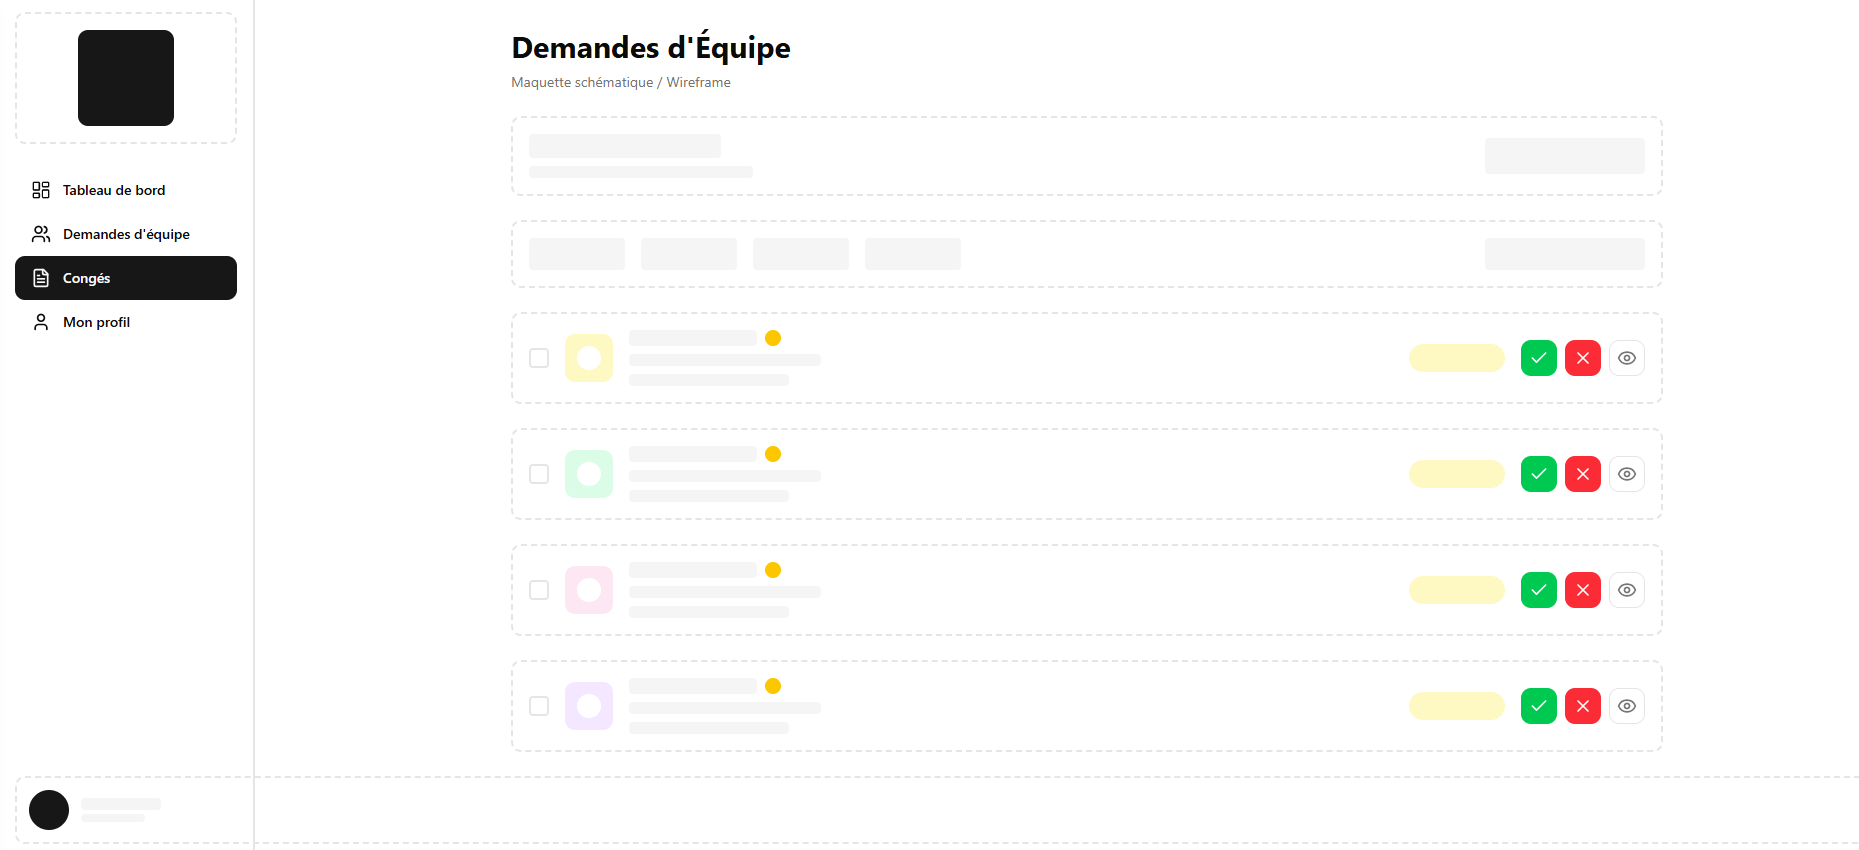 Demandes d'Équipe
Maquette schématique / Wireframe
Tableau de bord
Demandes d'équipe
Congés
Mon profil